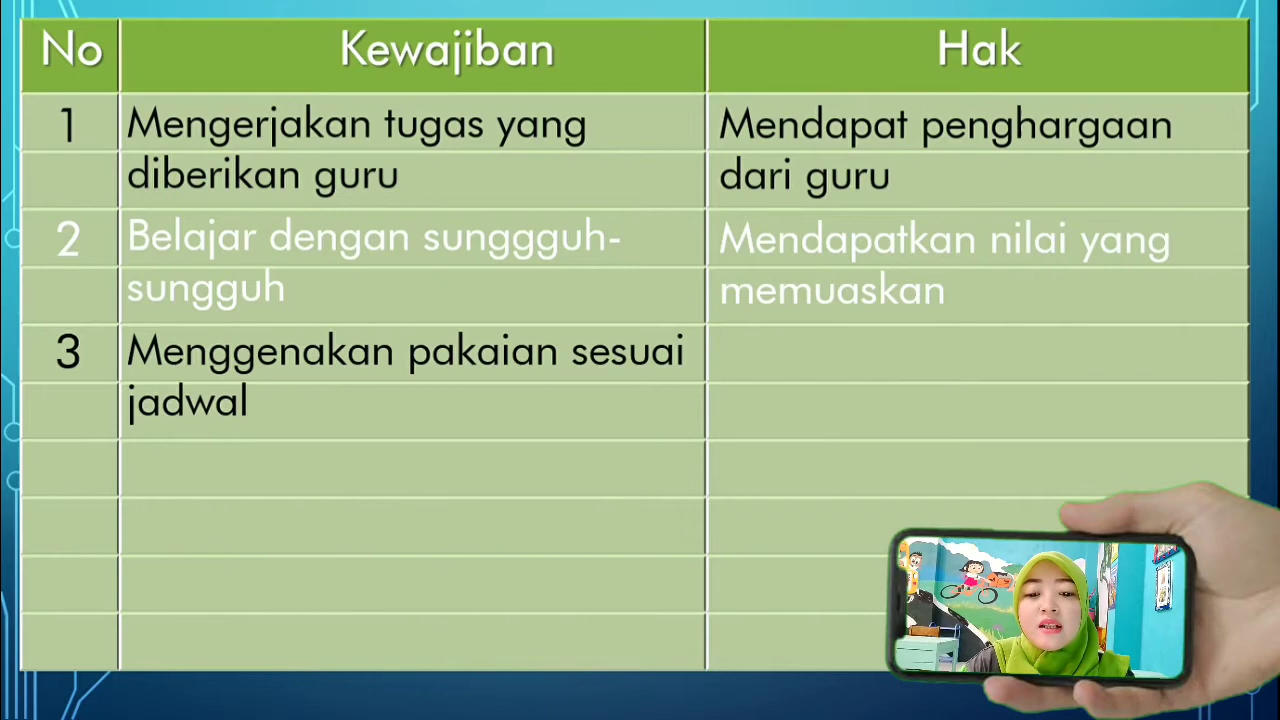 No Kewajiban Hak
1 Mengerjakan tugas yang Mendapat penghargaan
diberikan guru dari guru
2 Belajar dengan sunggguh- Mendapatkan nilai yang
sungguh memuaskan
3 Menggenakan pakaian sesuai
jadwal